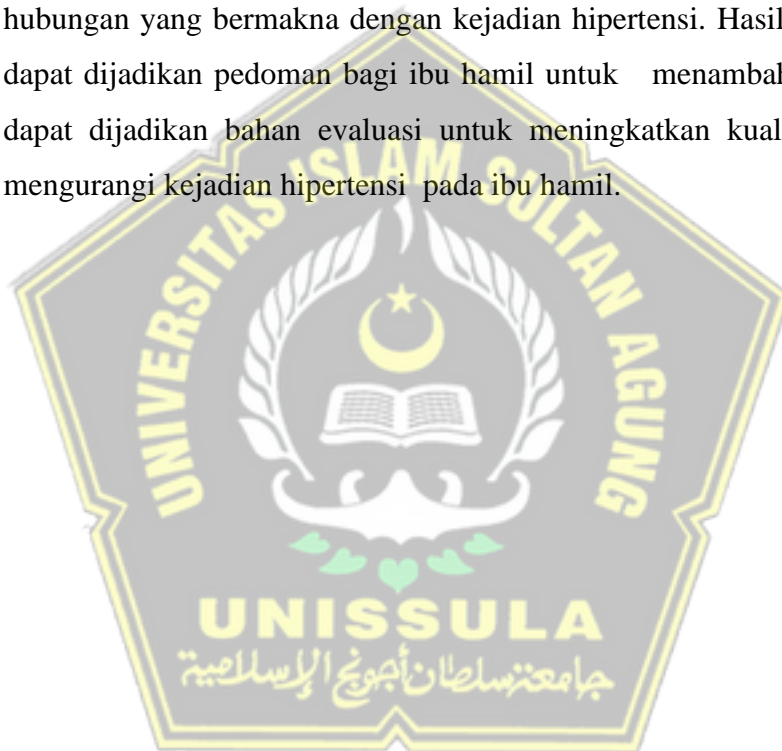 hubungan yang bermakna dengan kejadian hipertensi. Hasil
dapat dijadikan pedoman bagi ibu hamil untuk menambah
dapat dijadikan bahan evaluasi untuk meningkatkan kual
mengurangi kejadian hipertensi pada ibu hamil.
UNIVERSITAS ISLAM SULTAN AGUNG
UNISSULA
جامعة سلطان أجونج الإسلامية